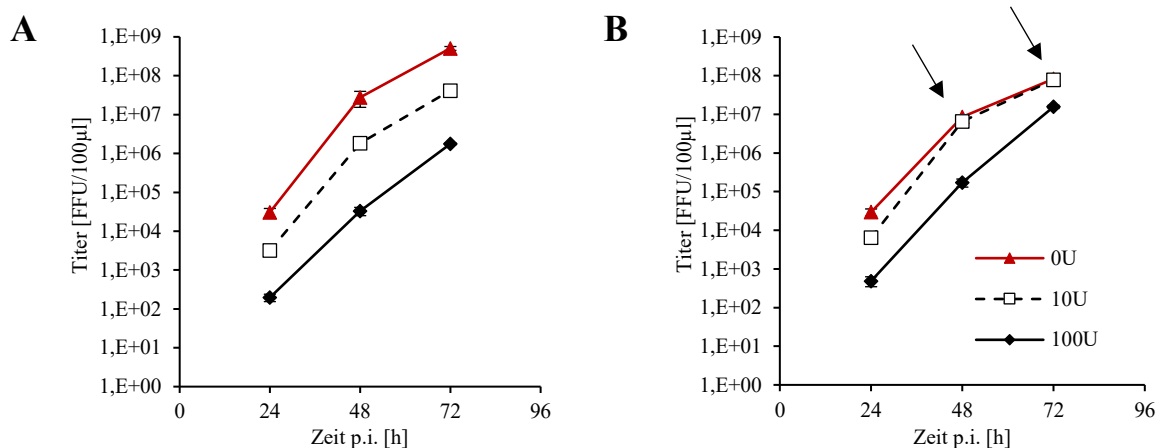 A
1,E+09
1,E+08
1,E+07
1,E+06
1,E+05
1,E+04
1,E+03
1,E+02
1,E+01
1,E+00
Titer [FFU/100µl]
0
24
48
72
96
Zeit p.i. [h]
B
1,E+09
1,E+08
1,E+07
1,E+06
1,E+05
1,E+04
1,E+03
1,E+02
1,E+01
1,E+00
Titer [FFU/100µl]
0U
10U
100U
0
24
48
72
96
Zeit p.i. [h]